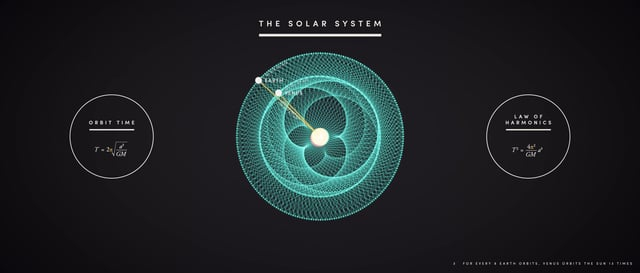 THE SOLAR SYSTEM
EARTH
VENUS
ORBIT TIME
T = 2π√(a³/GM)
LAW OF
HARMONICS
T² = 4π²/GM a³
FOR EVERY 8 EARTH ORBITS, VENUS ORBITS THE SUN 13 TIMES